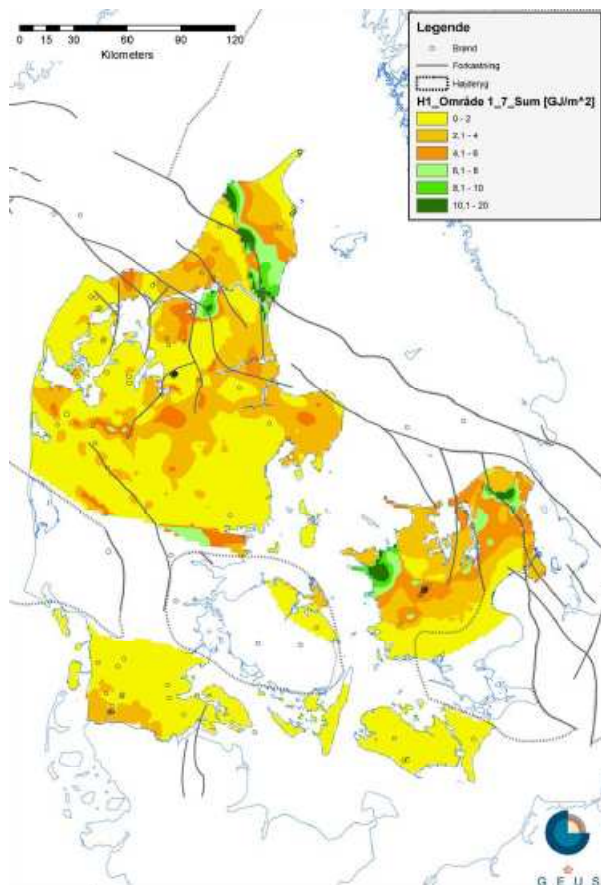 0 15 30 60 90 120
Kilometers
Legende
Brønd
Forkastning
Højderyg
H1_Område 1_7_Sum [GJ/m^2]
0 - 2
2,1 - 4
4,1 - 6
6,1 - 8
8,1 - 10
10,1 - 20
G E U S